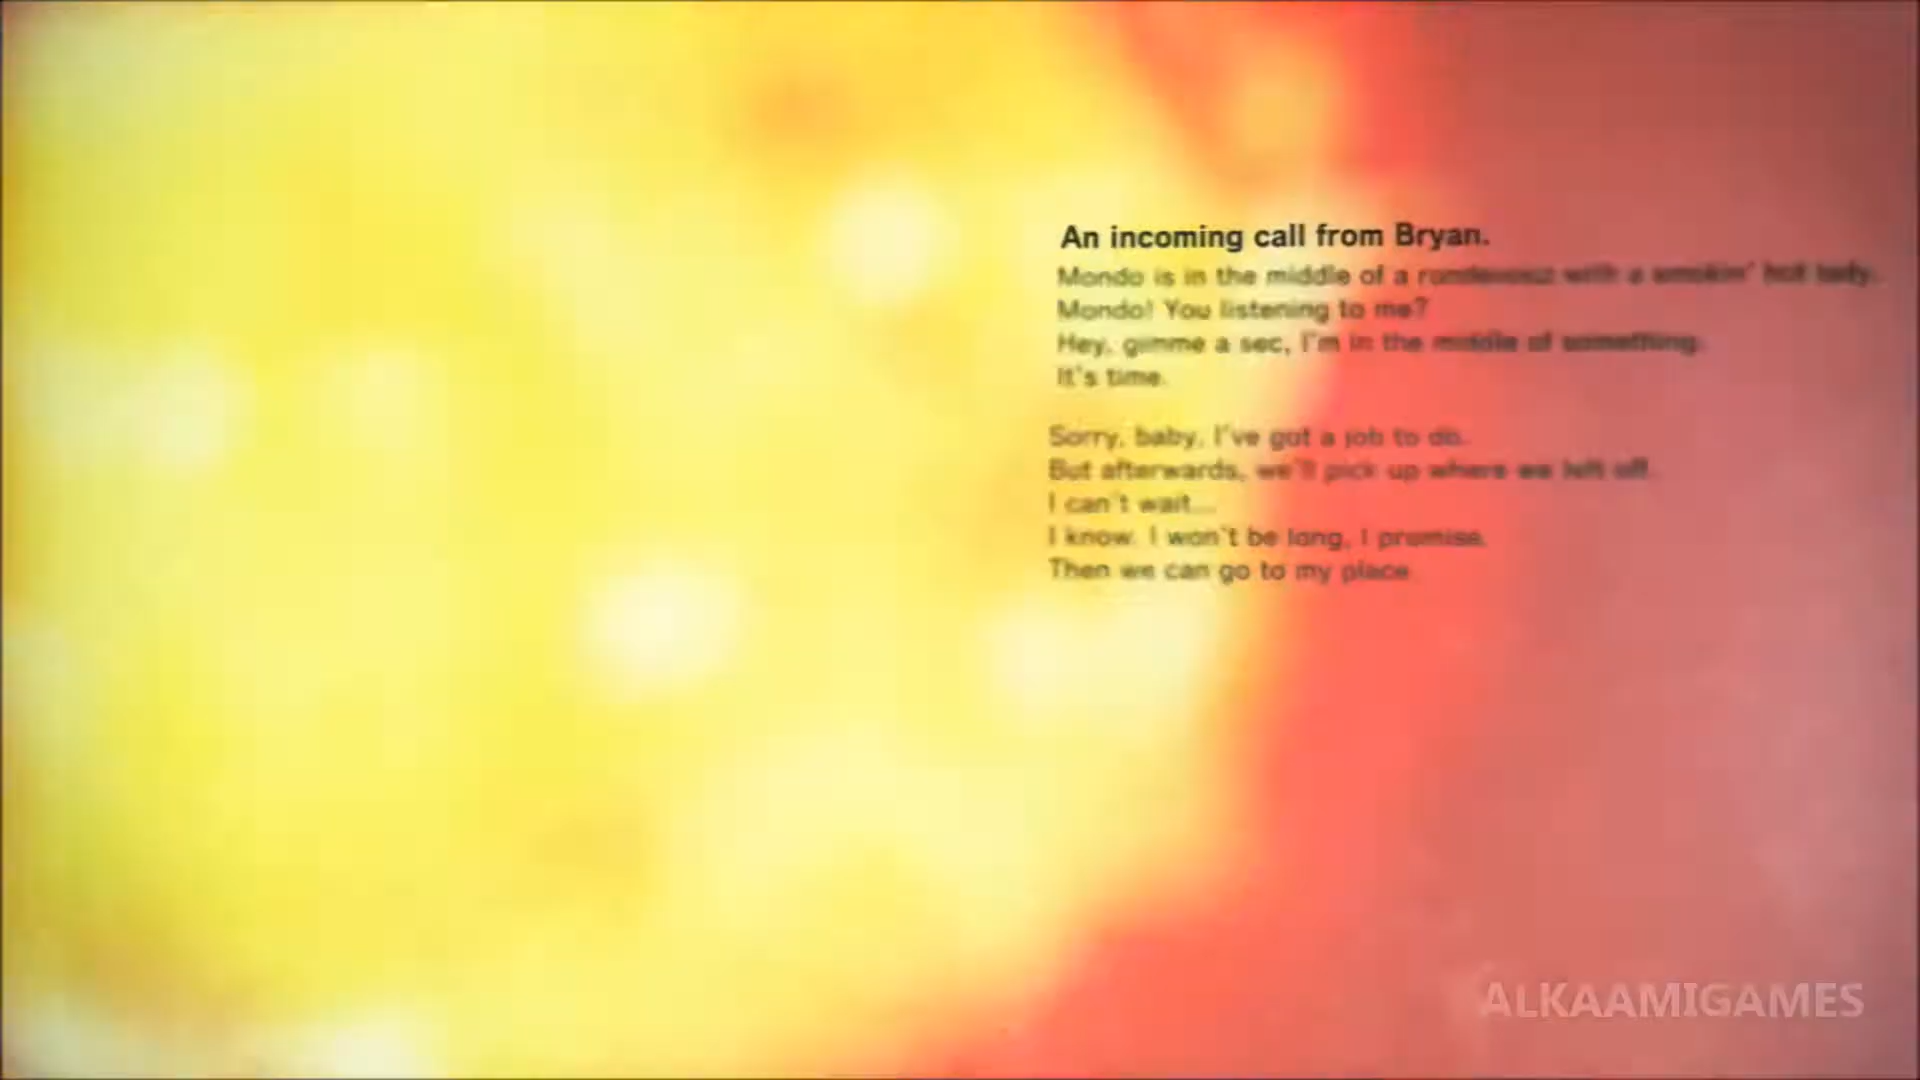 An incoming call from Bryan.
Mondo is in the middle of a rondevouz with a smokin' hot lady.
Mondo! You listening to me?
Hey, gimme a sec, I'm in the middle of something.
It's time.
Sorry, baby, I've got a job to do.
But afterwards, we'll pick up where we left off.
I can't wait...
I know. I won't be long, I promise.
Then we can go to my place.
ALKAAMIGAMES